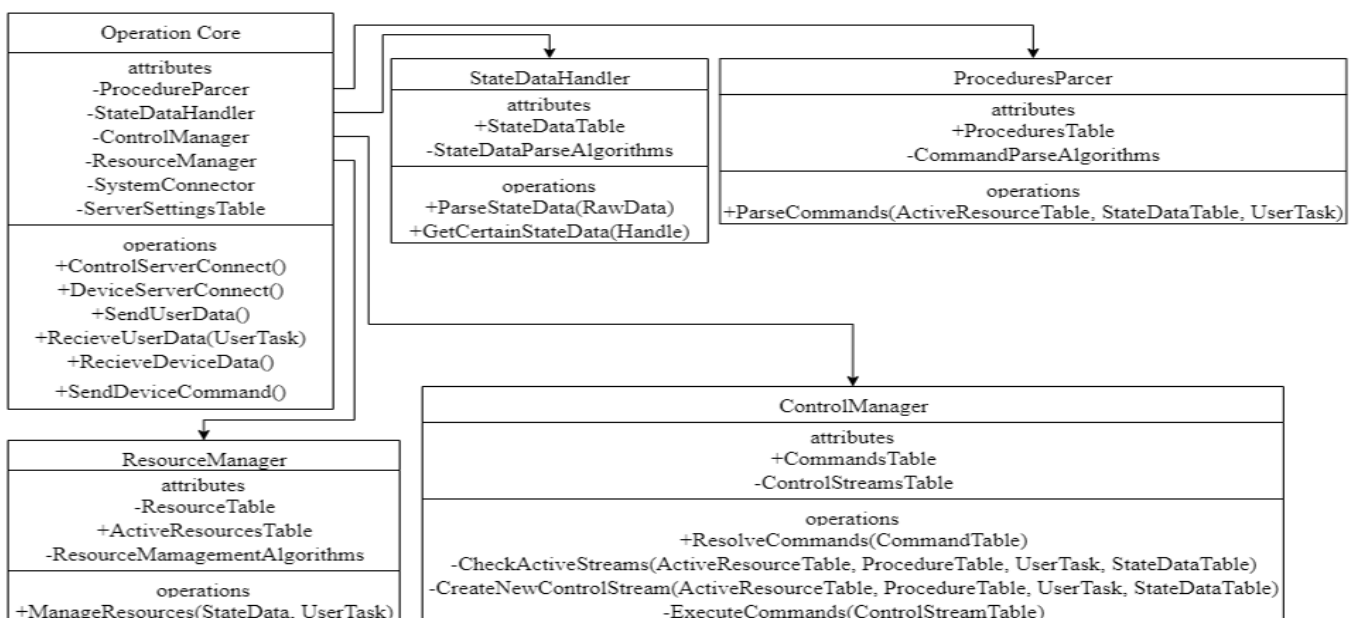 Operation Core
attributes
-ProcedureParcer
-StateDataHandler
-ControlManager
-ResourceManager
-SystemConnector
-ServerSettingsTable
operations
+ControlServerConnect()
+DeviceServerConnect()
+SendUserData()
+RecieveUserData(UserTask)
+RecieveDeviceData()
+SendDeviceCommand()
StateDataHandler
attributes
+StateDataTable
-StateDataParseAlgorithms
operations
+ParseStateData(RawData)
+GetCertainStateData(Handle)
ProceduresParcer
attributes
+ProceduresTable
-CommandParseAlgorithms
operations
+ParseCommands(ActiveResourceTable, StateDataTable, UserTask)
ResourceManager
attributes
-ResourceTable
+ActiveResourcesTable
-ResourceMamagementAlgorithms
operations
+ManageResources(StateData, UserTask)
ControlManager
attributes
+CommandsTable
-ControlStreamsTable
operations
+ResolveCommands(CommandTable)
-CheckActiveStreams(ActiveResourceTable, ProcedureTable, UserTask, StateDataTable)
-CreateNewControlStream(ActiveResourceTable, ProcedureTable, UserTask, StateDataTable)
-ExecuteCommands(ControlStreamTable)